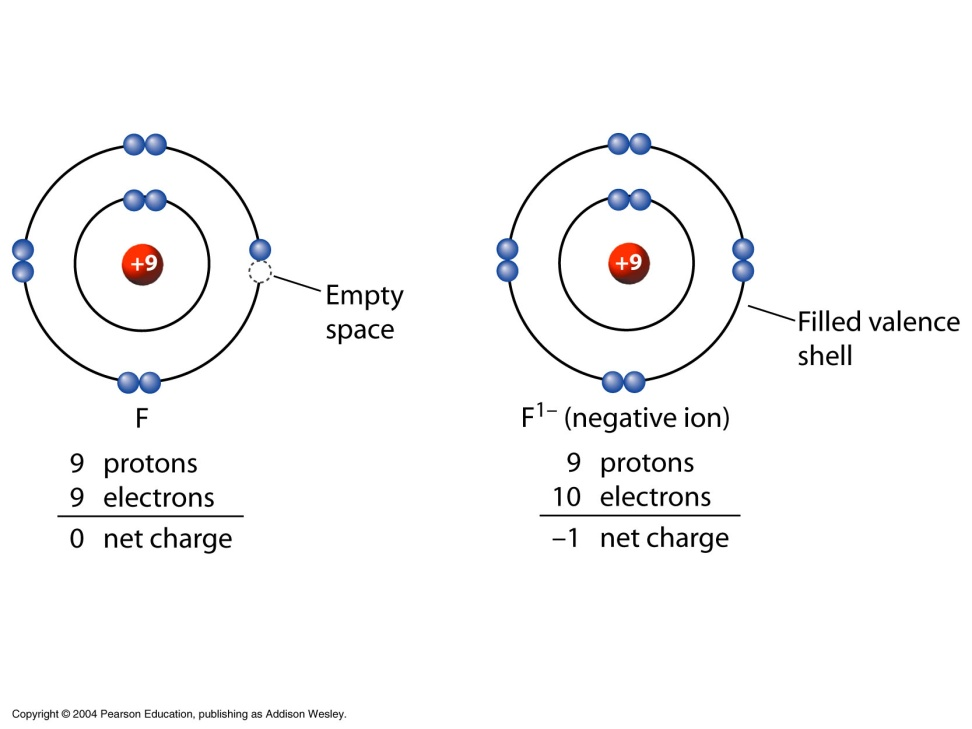 +9
Empty
space
F
9 protons
9 electrons
0 net charge
+9
Filled valence
shell
F¹⁻ (negative ion)
9 protons
10 electrons
–1 net charge
Copyright © 2004 Pearson Education, publishing as Addison Wesley.